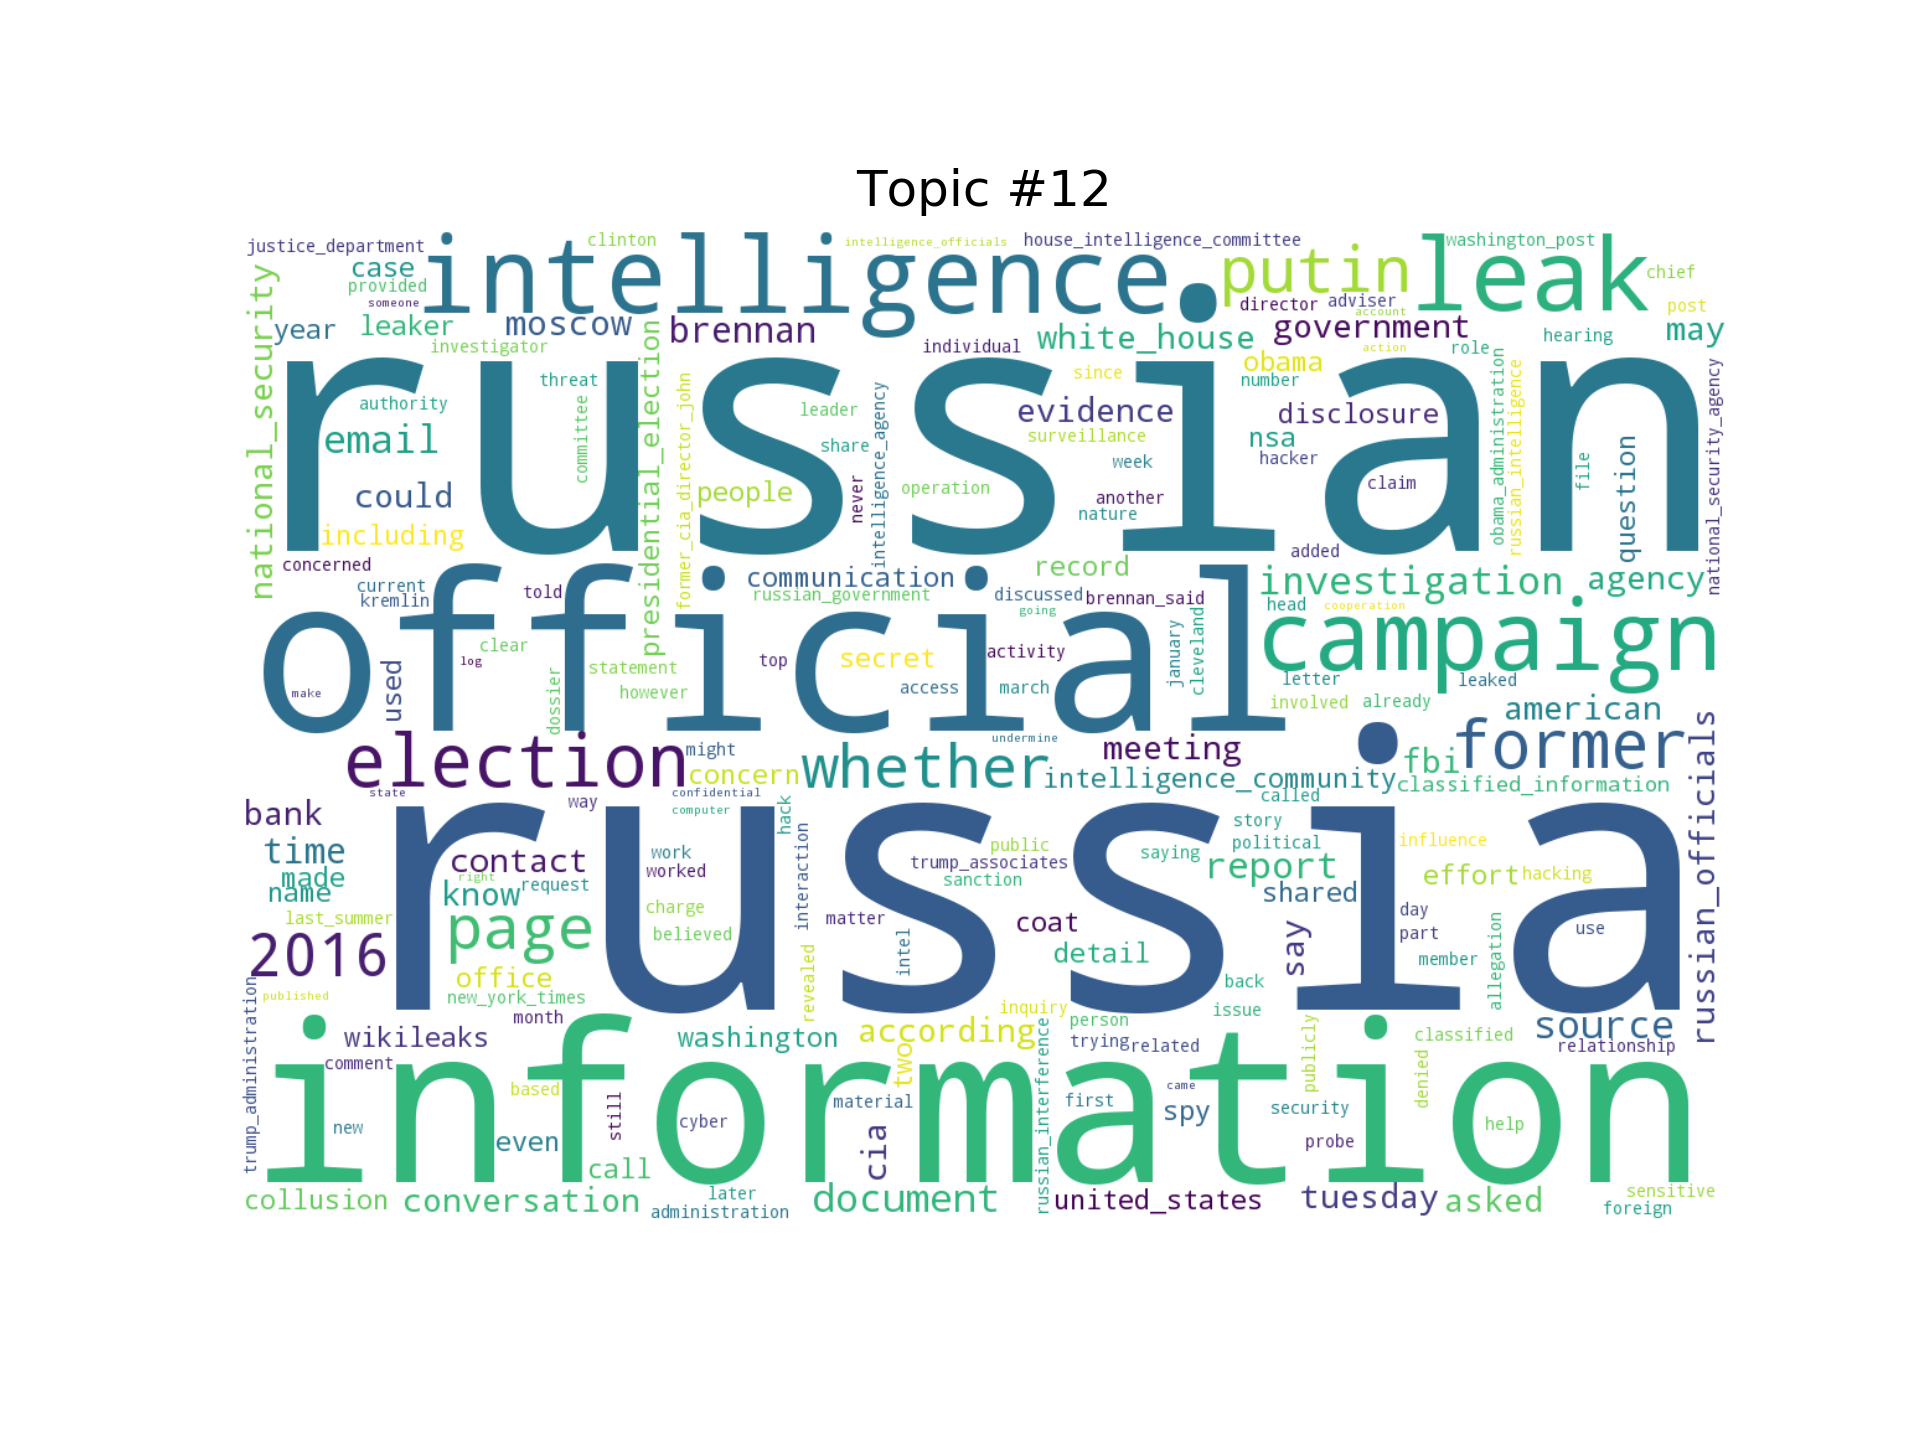 Topic #12
justice_department
clinton
intelligence_officials
house_intelligence_committee
washington_post
case
provided
someone
intelligence
putin
leak
chief
director
adviser
account
post
national_security
year
leaker
moscow
presidential_election
brennan
individual
white_house
government
hearing
may
investigator
russian
threat
authority
committee
email
could
including
concerned
former_cia_director_john
leader
share
people
never
intelligence_agency
operation
since
evidence
surveillance
week
another
nature
obama
action
role
number
disclosure
nsa
hacker
claim
obama_administration
russian_intelligence
file
question
national_security_agency
added
current
kremlin
told
communication
russian_government
discussed
going
record
brennan_said
investigation
agency
head
cooperation
official
clear
log
make
used
dossier
statement
however
top
secret
access
activity
march
january
cleveland
campaign
letter
leaked
involved
already
american
election
might
concern
whether
undermine
meeting
intelligence_community
fbi
former
classified_information
russian_officials
state
way
confidential
computer
hack
called
bank
time
made
name
russia
contact
right
know
request
work
worked
interaction
public
trump_associates
sanction
saying
story
political
report
shared
influence
effort
hacking
last_summer
2016
page
charge
believed
matter
intel
coat
detail
say
day
part
member
allegation
use
office
new_york_times
month
revealed
back
issue
inquiry
person
trying
related
published
trump_administration
wikileaks
comment
washington
according
two
russian_interference
publicly
classified
source
relationship
information
based
still
new
even
call
cyber
material
cia
first
came
spy
security
probe
denied
help
collusion
conversation
later
administration
document
united_states
tuesday
asked
sensitive
foreign